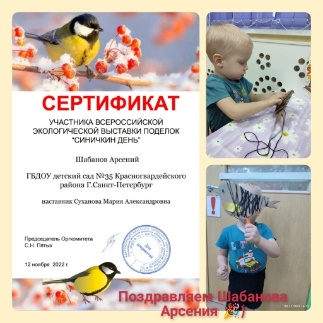 СЕРТИФИКАТ
УЧАСТНИКА ВСЕРОССИЙСКОЙ
ЭКОЛОГИЧЕСКОЙ ВЫСТАВКИ ПОДЕЛОК
"СИНИЧКИН ДЕНЬ"
Шабанов Арсений
ГБДОУ детский сад №35 Красногвардейского
района Г.Санкт-Петербург
наставник Суханова Мария Александровна
Председатель Оргкомитета
С.Н. Пятых
12 ноября 2022 г.
Поздравляем Шабанова
Арсения )